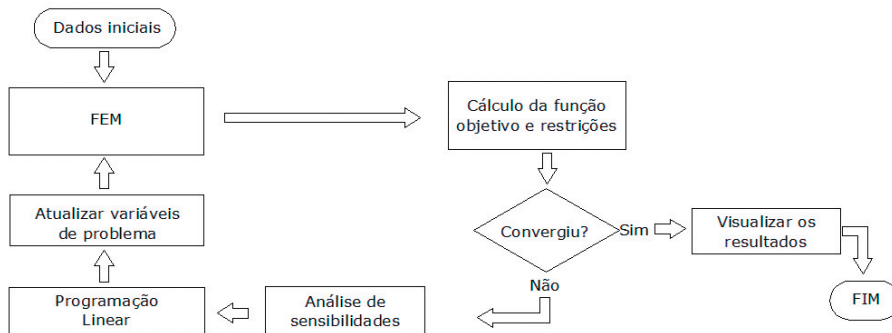 Dados iniciais
FEM
Cálculo da função
objetivo e restrições
Atualizar variáveis
de problema
Convergiu?
Sim
Visualizar os
resultados
Não
Programação
Linear
Análise de
sensibilidades
FIM